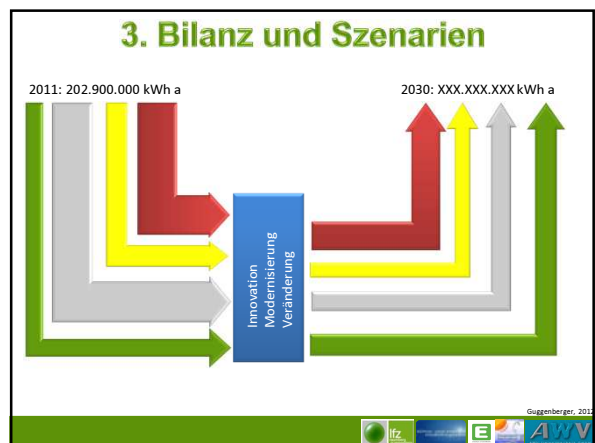 3. Bilanz und Szenarien
2011: 202.900.000 kWh a
2030: XXX.XXX.XXX kWh a
Innovation
Modernisierung
Veränderung
Guggenberger, 2012
lfz
E
AWV